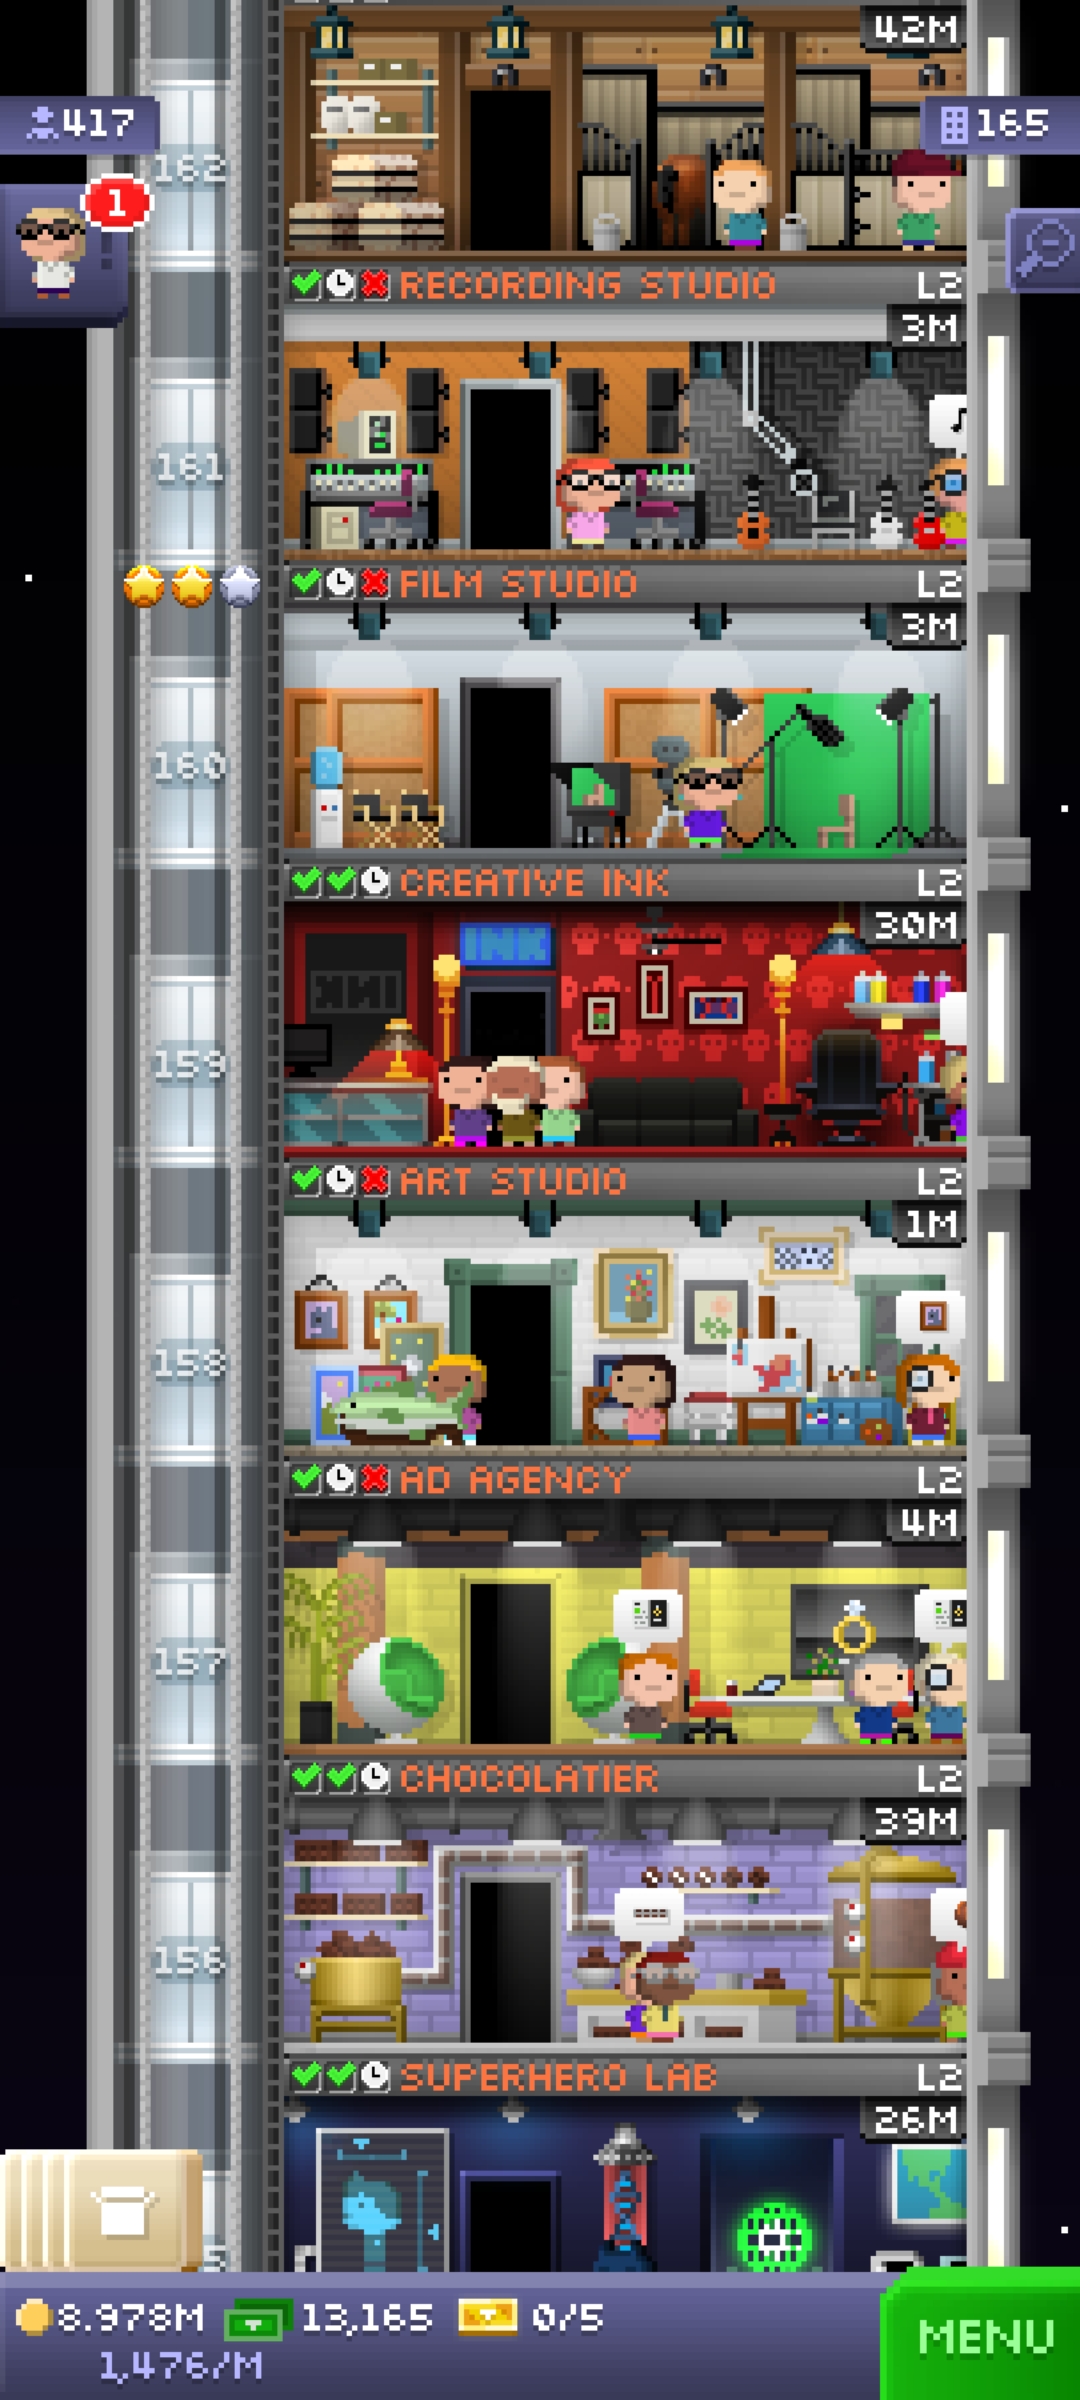 42M
417
165
162
1
RECORDING STUDIO L2
3M
161
FILM STUDIO L2
3M
160
CREATIVE INK L2
30M
INK
159
ART STUDIO L2
1M
158
AD AGENCY L2
4M
157
CHOCOLATIER L2
39M
156
SUPERHERO LAB L2
26M
8.978M 13,165 0/5
1,476/M
MENU